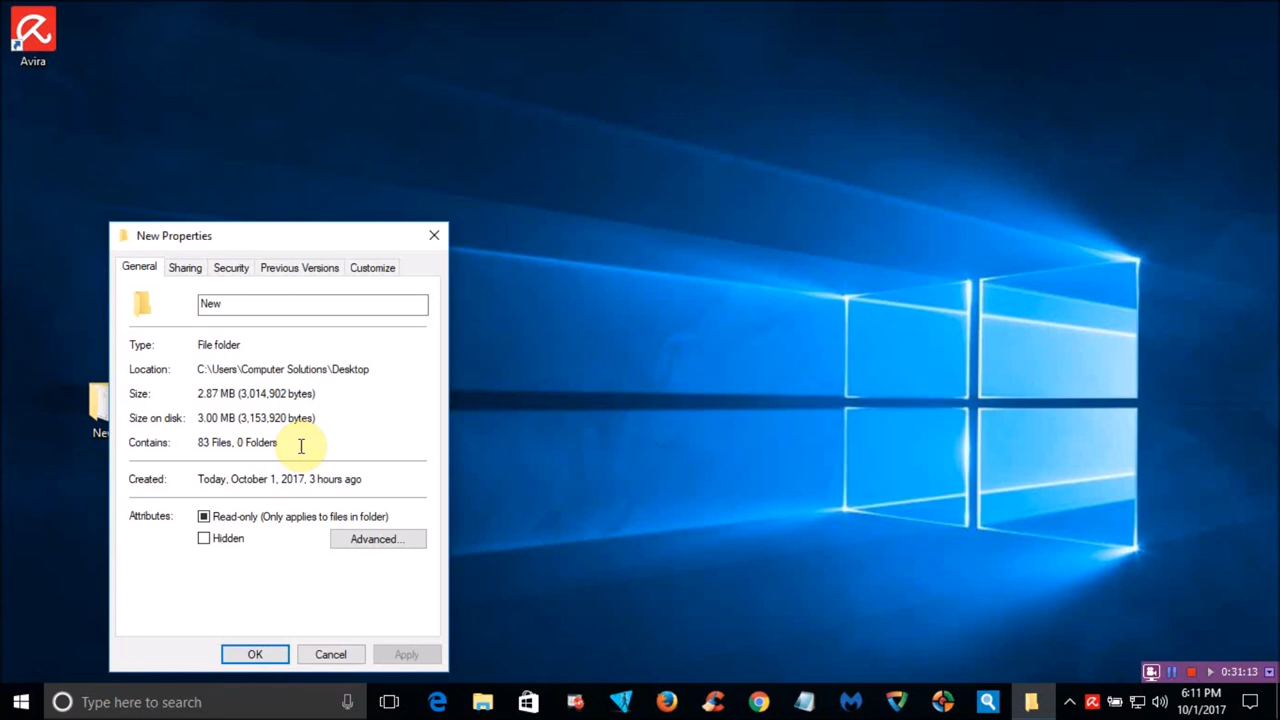 Avira
New Properties
General Sharing Security Previous Versions Customize
New
Type: File folder
Location: C:\Users\Computer Solutions\Desktop
Size: 2.87 MB (3,014,902 bytes)
Size on disk: 3.00 MB (3,153,920 bytes)
Contains: 83 Files, 0 Folders
Created: Today, October 1, 2017, 3 hours ago
Attributes: Read-only (Only applies to files in folder)
Hidden Advanced...
OK Cancel Apply
0:31:13
Type here to search
6:11 PM
10/1/2017